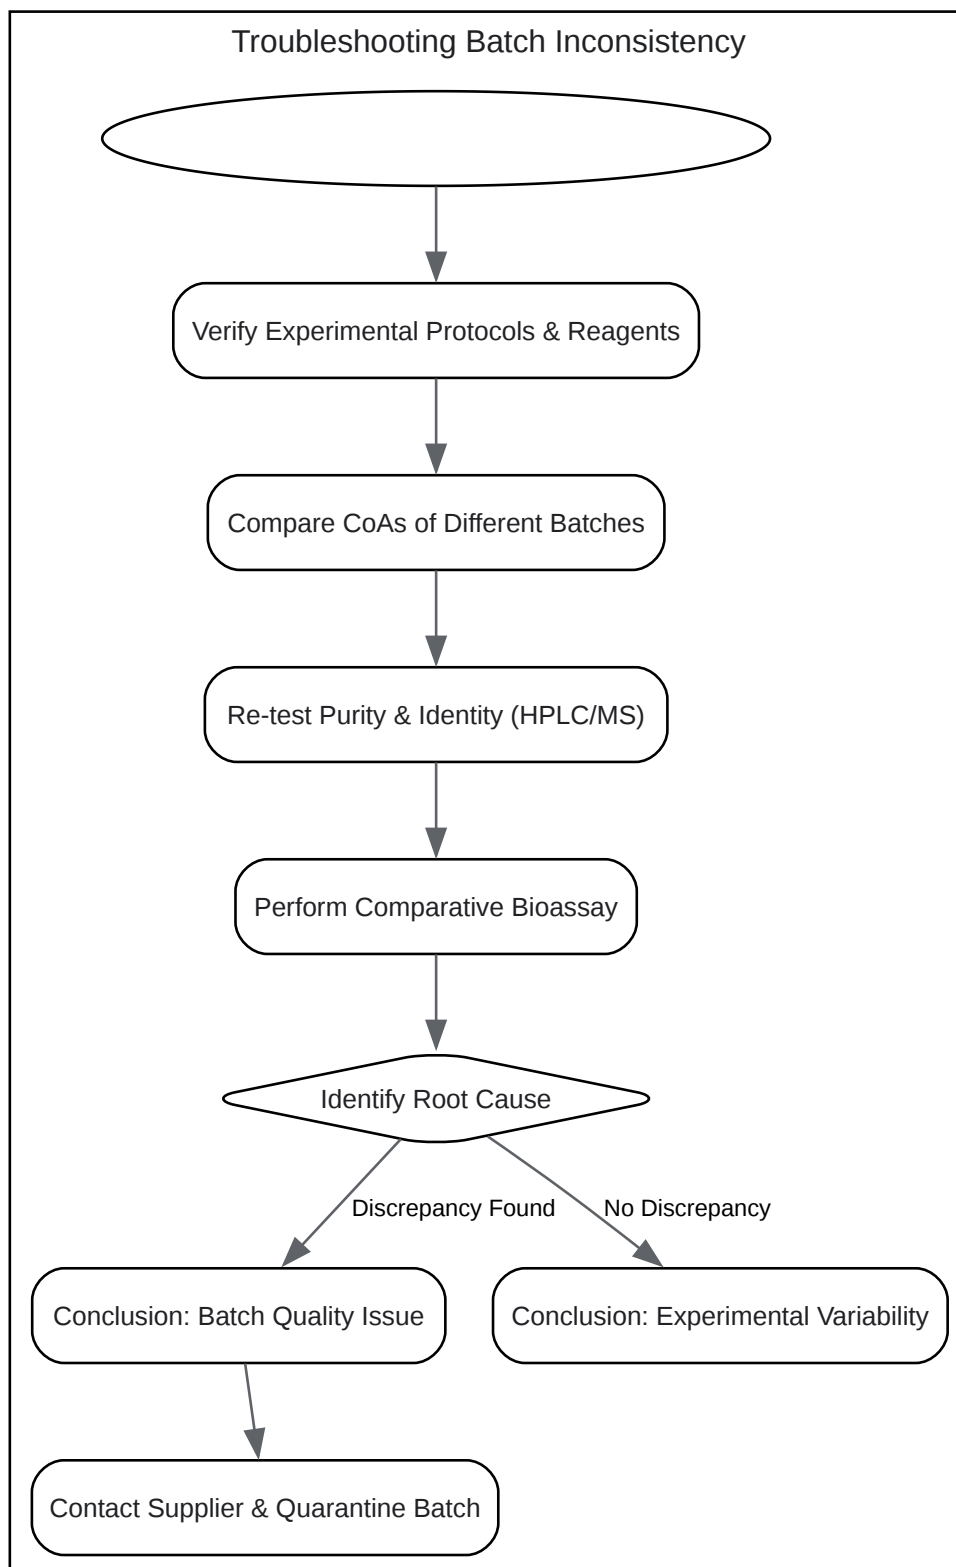 Troubleshooting Batch Inconsistency
Verify Experimental Protocols & Reagents
Compare CoAs of Different Batches
Re-test Purity & Identity (HPLC/MS)
Perform Comparative Bioassay
Identify Root Cause
Discrepancy Found
No Discrepancy
Conclusion: Batch Quality Issue
Conclusion: Experimental Variability
Contact Supplier & Quarantine Batch